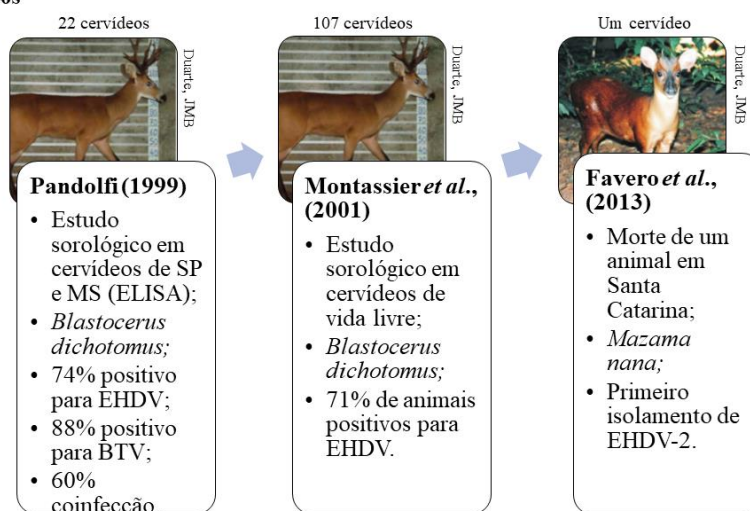 22 cervídeos
Duarte, JMB
Pandolfi (1999)
• Estudo
sorológico em
cervídeos de SP
e MS (ELISA);
• Blastocerus
dichotomus;
• 74% positivo
para EHDV;
• 88% positivo
para BTV;
• 60%
coinfecção
107 cervídeos
Duarte, JMB
Montassier et al.,
(2001)
• Estudo
sorológico em
cervídeos de
vida livre;
• Blastocerus
dichotomus;
• 71% de animais
positivos para
EHDV.
Um cervídeo
Duarte, JMB
Favero et al.,
(2013)
• Morte de um
animal em
Santa
Catarina;
• Mazama
nana;
• Primeiro
isolamento de
EHDV-2.